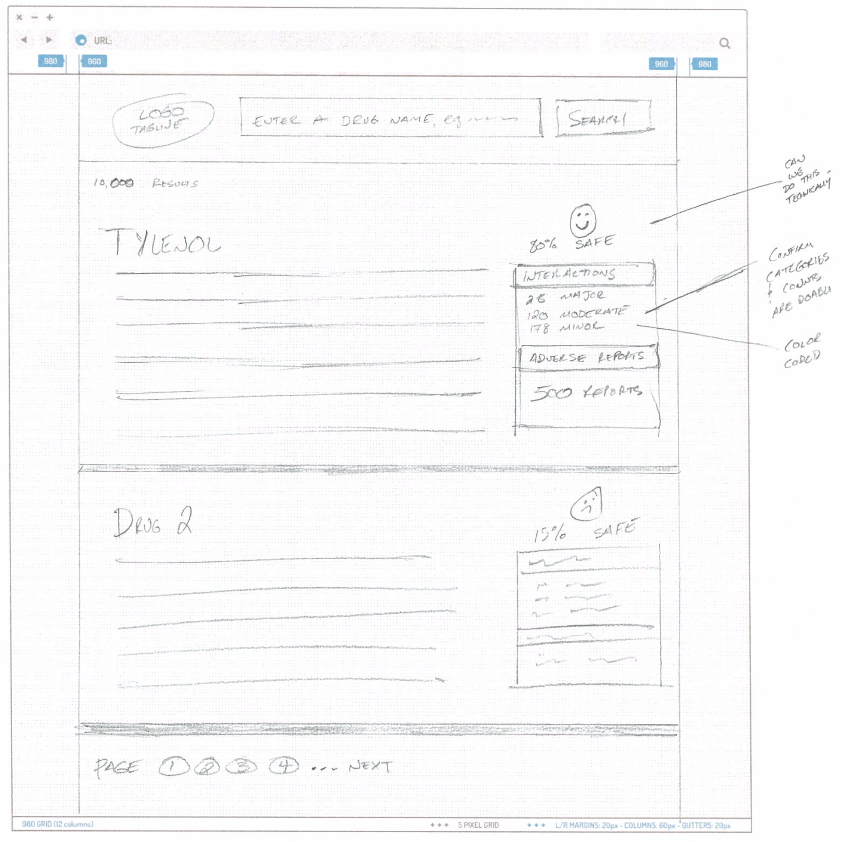 URL:
960
960
960
960
LOGO
TAGLINE
ENTER A DRUG NAME, eg
SEARCH
10,000 RESULTS
CAN
WE
DO THIS -
TEHNICALLY
TYLENOL
80% SAFE
INTERACTIONS
28 MAJOR
120 MODERATE
178 MINOR
CONFIRM
CATEGORIES
+ COUNTS
ARE DOABLE
ADVERSE REPORTS
500 REPORTS
COLOR
CODED
DRUG 2
15% SAFE
PAGE 1 2 3 4 ... NEXT
960 GRID (12 columns)
5 PIXEL GRID
L/R MARGINS: 20px - COLUMNS: 60px - GUTTERS: 20px